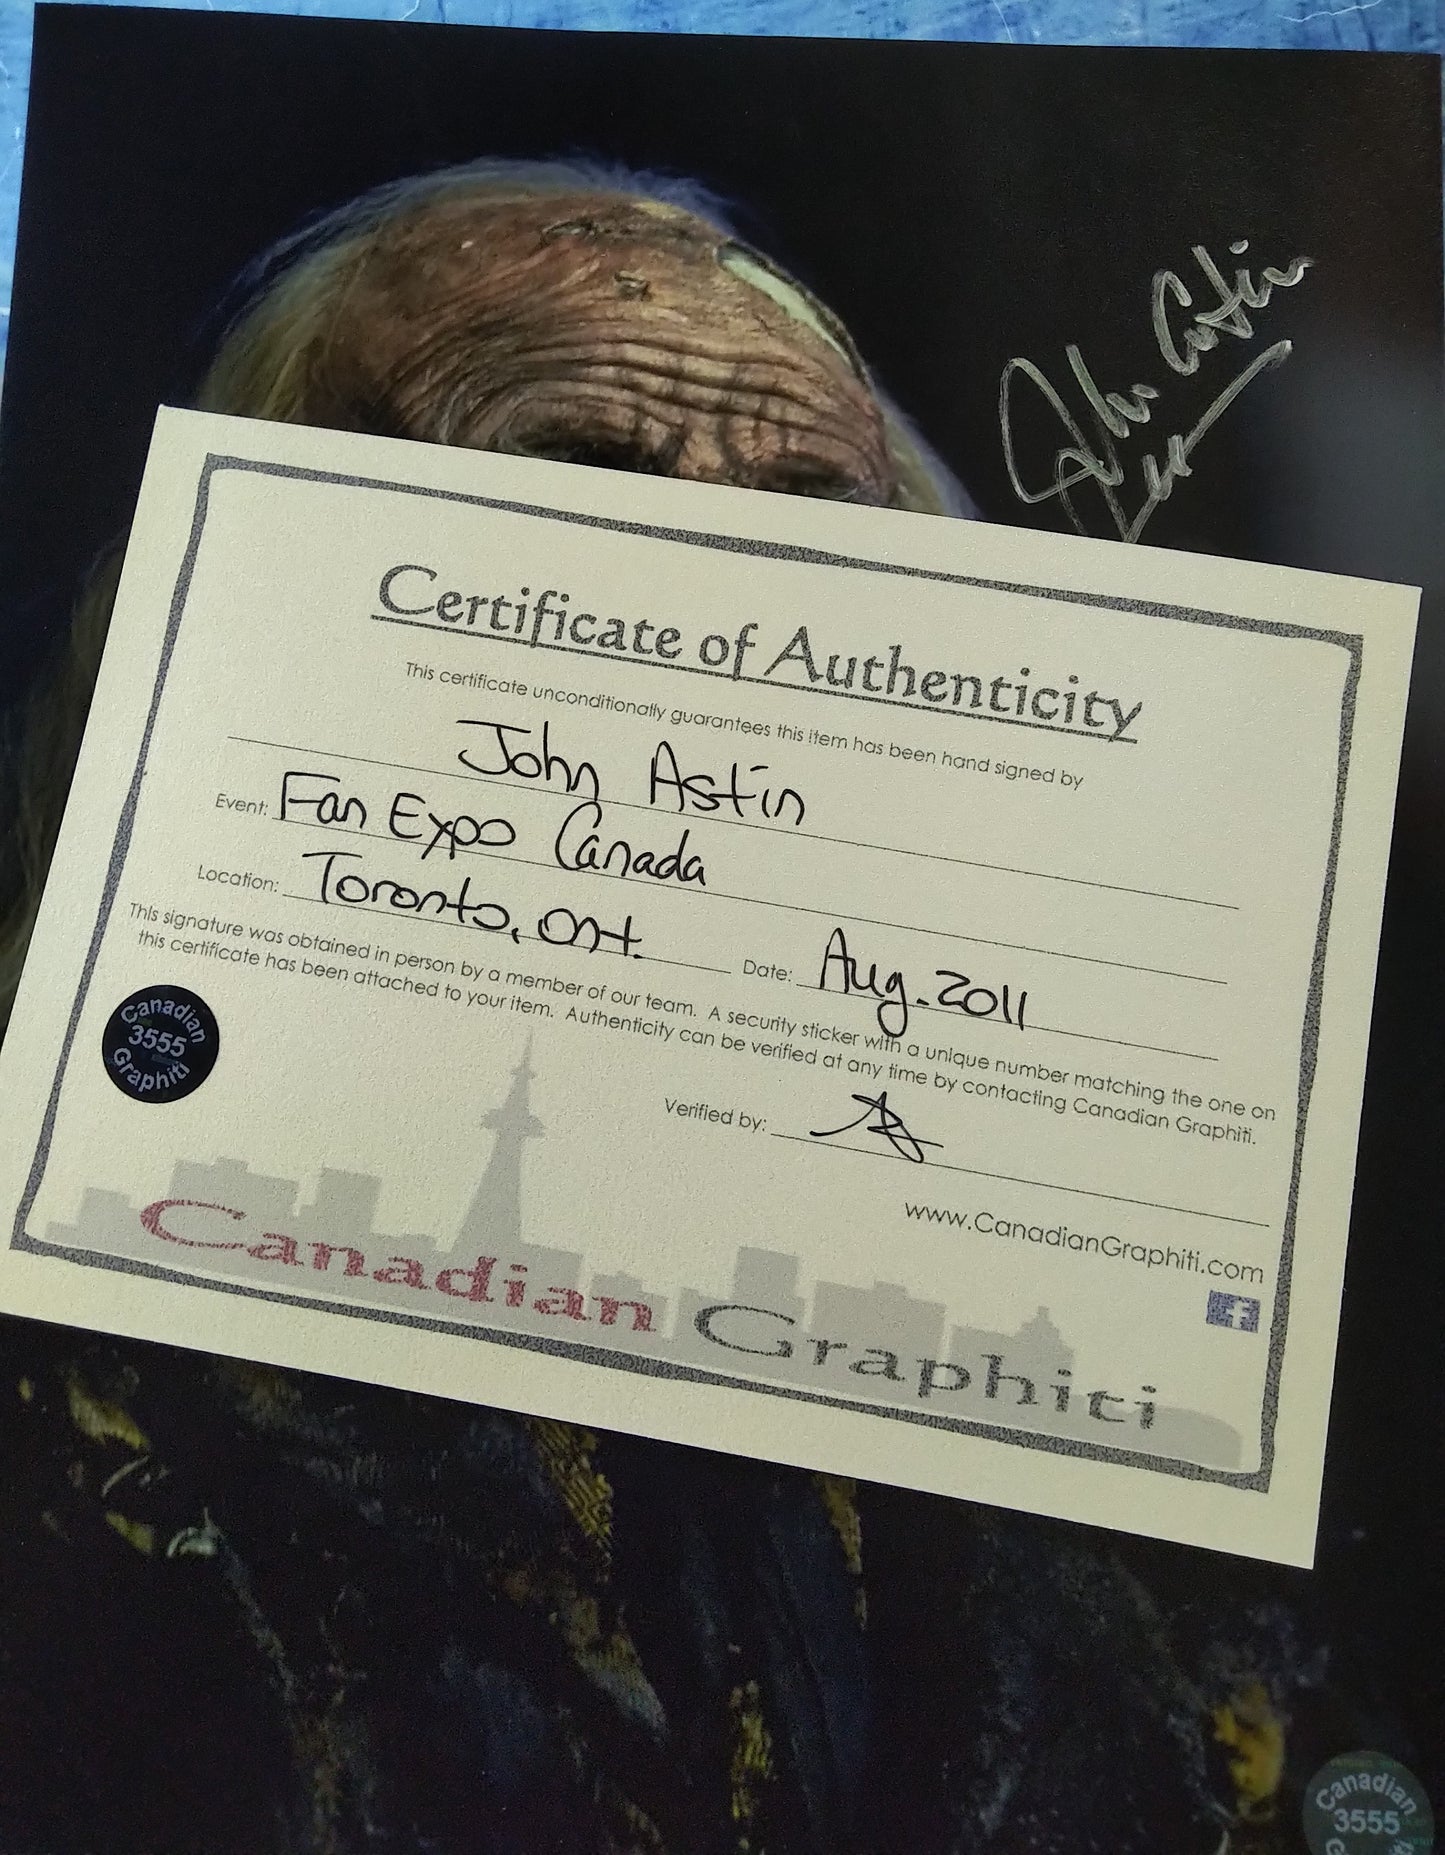 John Astin
Certificate of Authenticity
This certificate unconditionally guarantees this item has been hand signed by
John Astin
Event: Fan Expo Canada
Location: Toronto, Ont.
Date: Aug. 2011
This signature was obtained in person by a member of our team. A security sticker with a unique number matching the one on
this certificate has been attached to your item. Authenticity can be verified at any time by contacting Canadian Graphiti.
Canadian
3555
Graphiti
Verified by:
www.CanadianGraphiti.com
f
Canadian Graphiti
Canadian
3555